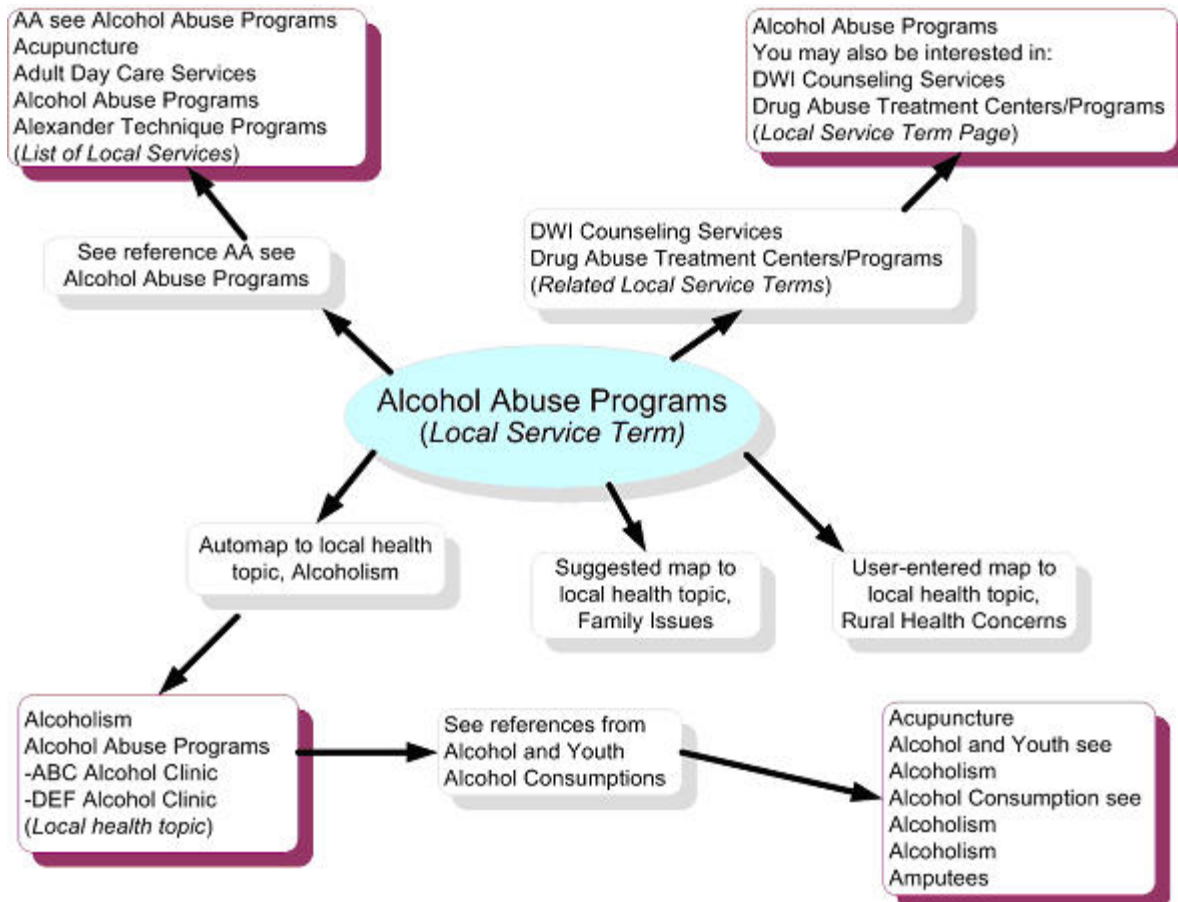 AA see Alcohol Abuse Programs
Acupuncture
Adult Day Care Services
Alcohol Abuse Programs
Alexander Technique Programs
(List of Local Services)
Alcohol Abuse Programs
You may also be interested in:
DWI Counseling Services
Drug Abuse Treatment Centers/Programs
(Local Service Term Page)
See reference AA see
Alcohol Abuse Programs
DWI Counseling Services
Drug Abuse Treatment Centers/Programs
(Related Local Service Terms)
Alcohol Abuse Programs
(Local Service Term)
Automap to local health
topic, Alcoholism
Suggested map to
local health topic,
Family Issues
User-entered map to
local health topic,
Rural Health Concerns
Alcoholism
Alcohol Abuse Programs
-ABC Alcohol Clinic
-DEF Alcohol Clinic
(Local health topic)
See references from
Alcohol and Youth
Alcohol Consumptions
Acupuncture
Alcohol and Youth see
Alcoholism
Alcohol Consumption see
Alcoholism
Alcoholism
Amputees